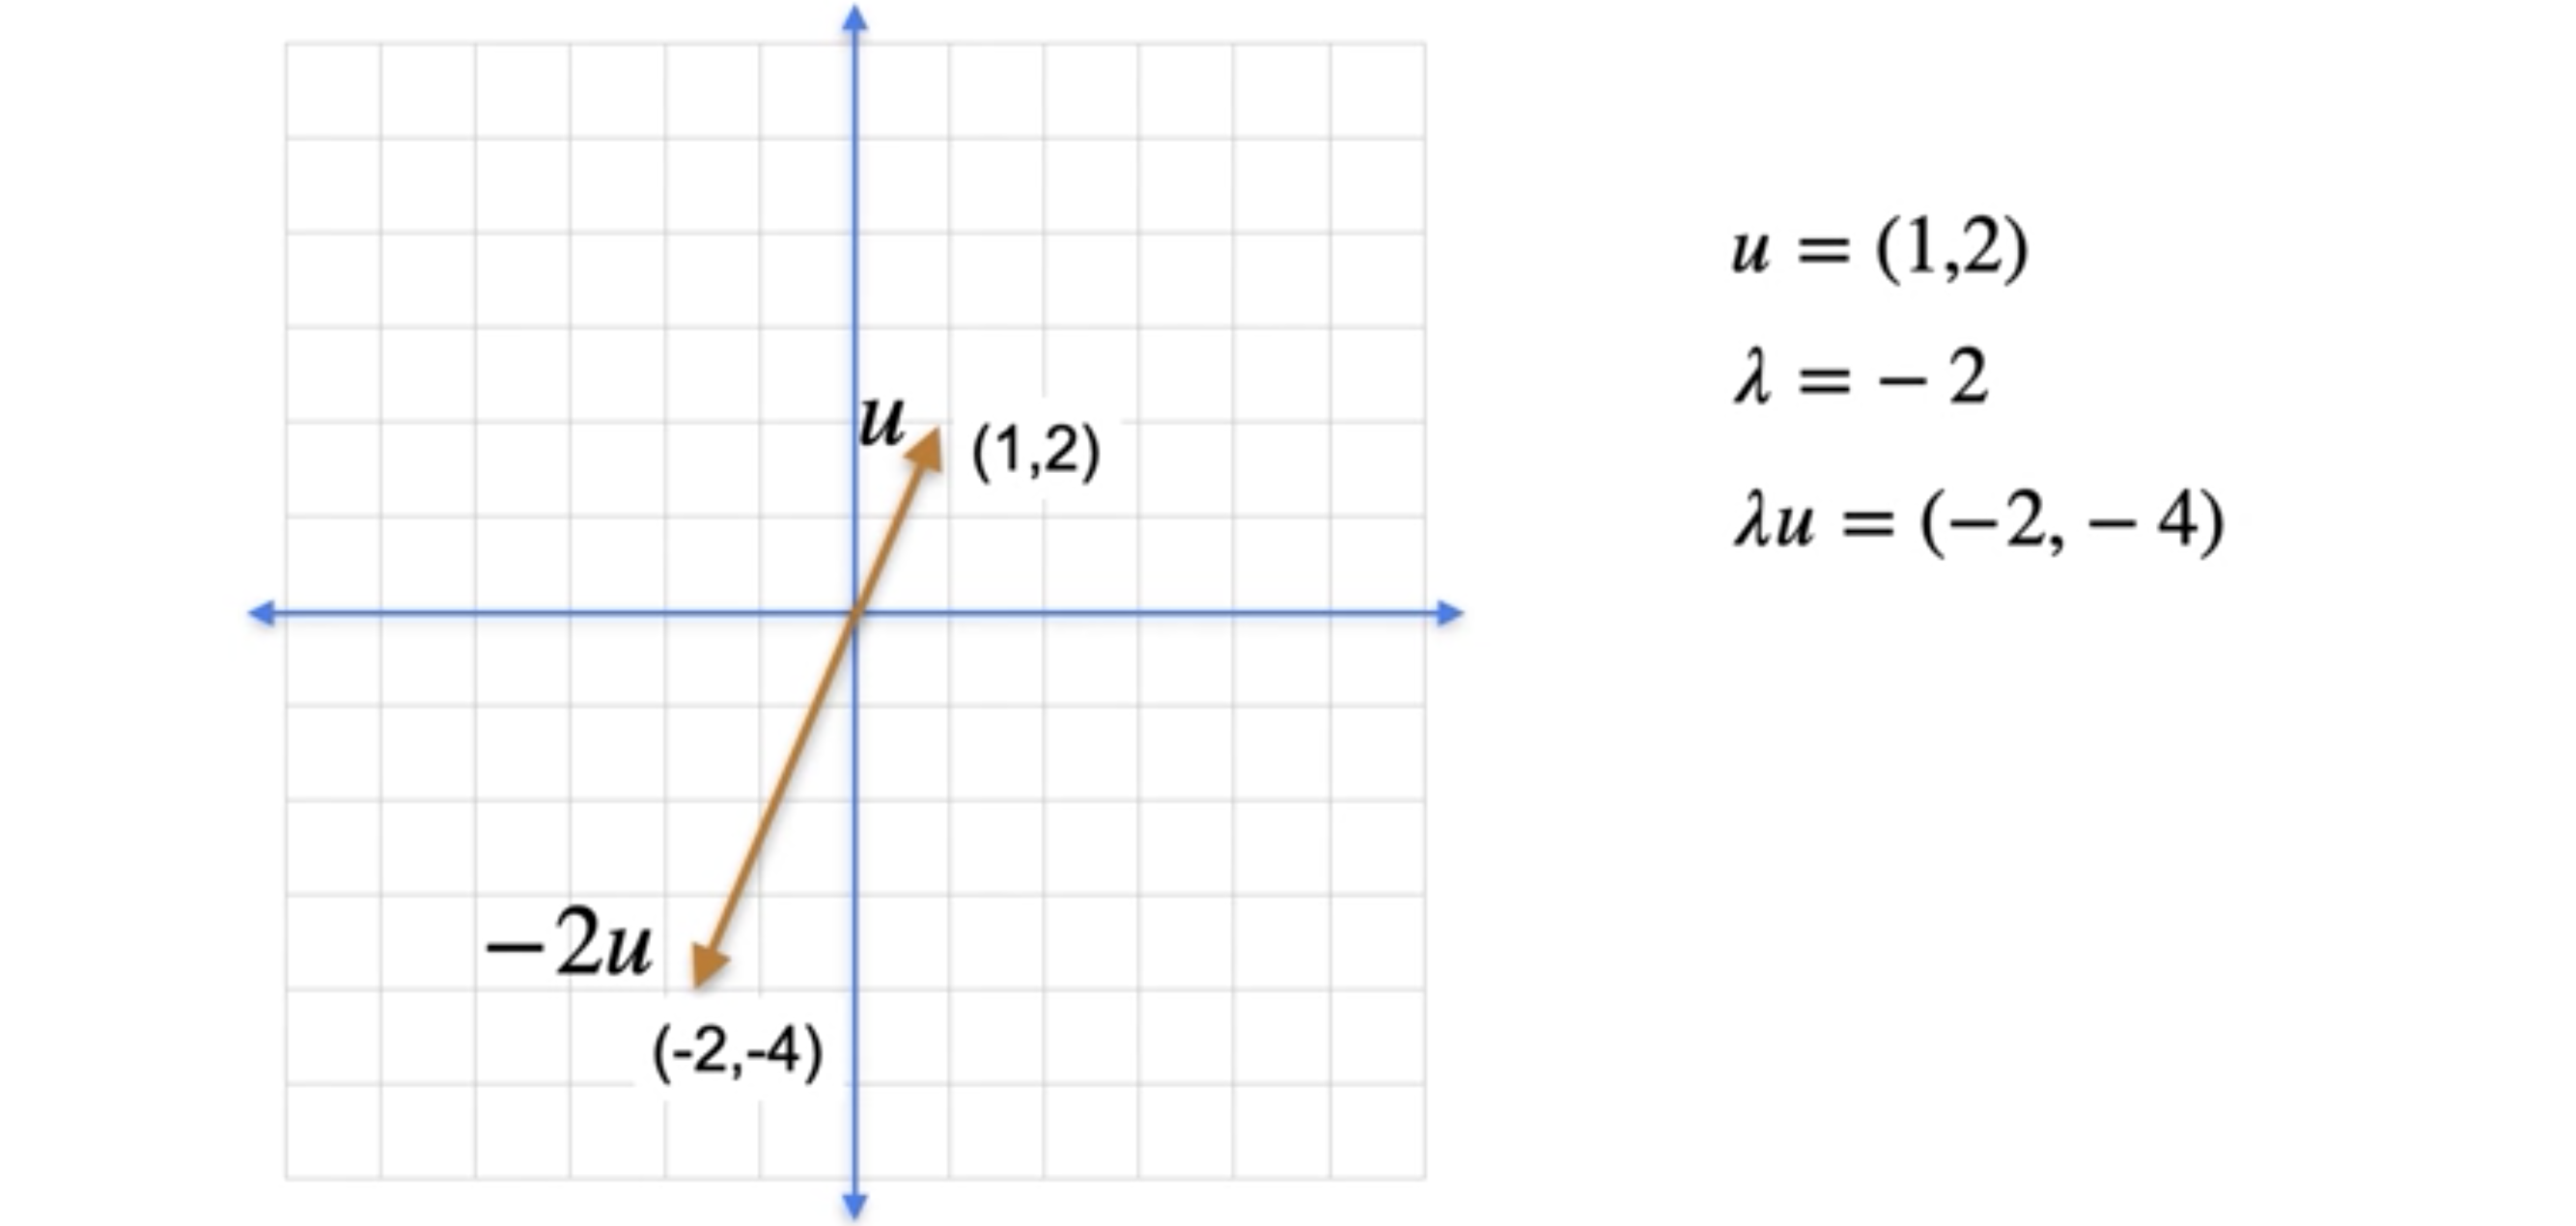 u
(1,2)
−2u
(-2,-4)
u = (1,2)
λ = − 2
λu = (−2, − 4)